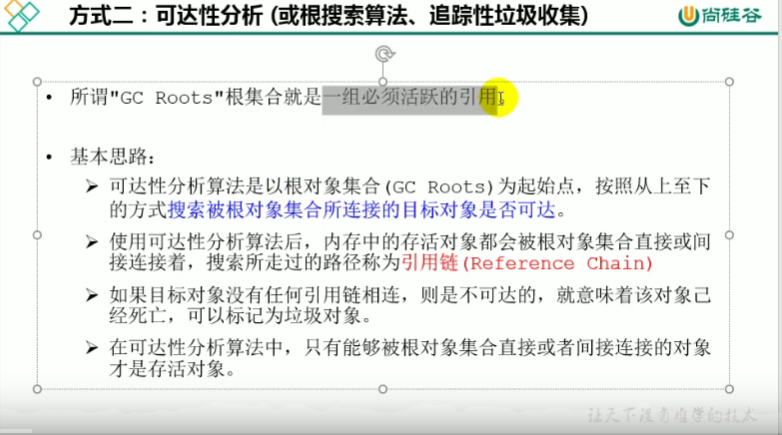 方式二：可达性分析 (或根搜索算法、追踪性垃圾收集)
尚硅谷
• 所谓"GC Roots"根集合就是一组必须活跃的引用。
• 基本思路：
➢ 可达性分析算法是以根对象集合(GC Roots)为起始点，按照从上至下
的方式搜索被根对象集合所连接的目标对象是否可达。
➢ 使用可达性分析算法后，内存中的存活对象都会被根对象集合直接或间
接连接着，搜索所走过的路径称为引用链(Reference Chain)
➢ 如果目标对象没有任何引用链相连，则是不可达的，就意味着该对象己
经死亡，可以标记为垃圾对象。
➢ 在可达性分析算法中，只有能够被根对象集合直接或者间接连接的对象
才是存活对象。
让天下没有难学的技术